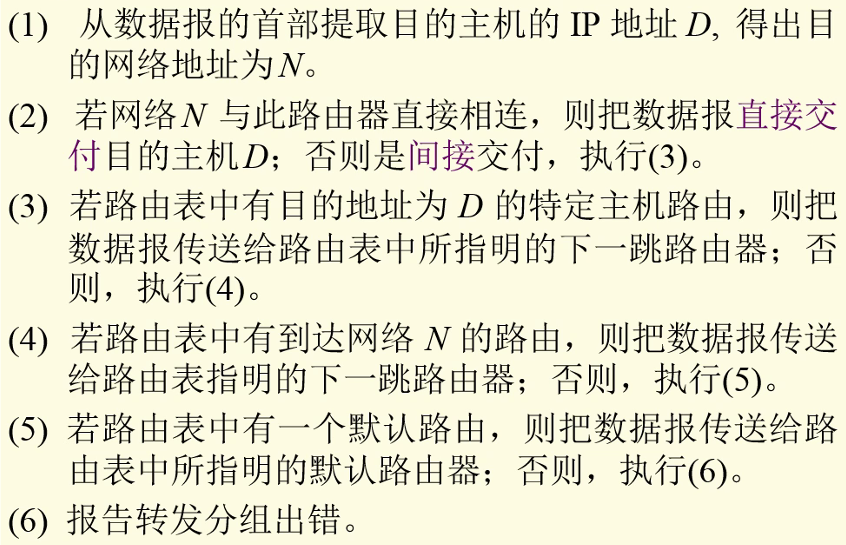 (1) 从数据报的首部提取目的主机的 IP 地址 D, 得出目
的网络地址为N。
(2) 若网络N 与此路由器直接相连，则把数据报直接交
付目的主机D；否则是间接交付，执行(3)。
(3) 若路由表中有目的地址为 D 的特定主机路由，则把
数据报传送给路由表中所指明的下一跳路由器；否
则，执行(4)。
(4) 若路由表中有到达网络 N 的路由，则把数据报传送
给路由表指明的下一跳路由器；否则，执行(5)。
(5) 若路由表中有一个默认路由，则把数据报传送给路
由表中所指明的默认路由器；否则，执行(6)。
(6) 报告转发分组出错。